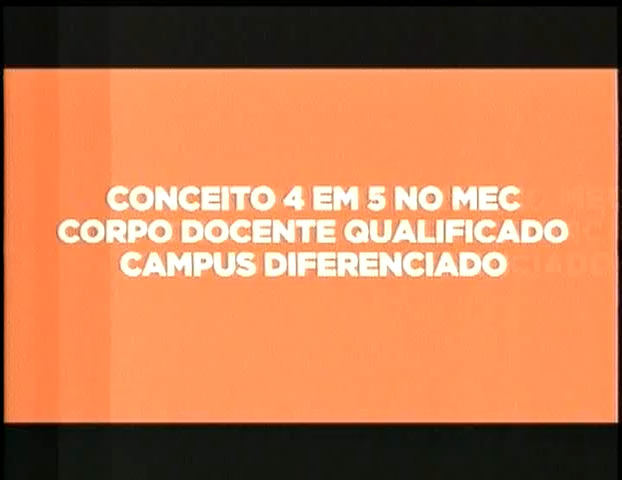 CONCEITO 4 EM 5 NO MEC
CORPO DOCENTE QUALIFICADO
CAMPUS DIFERENCIADO